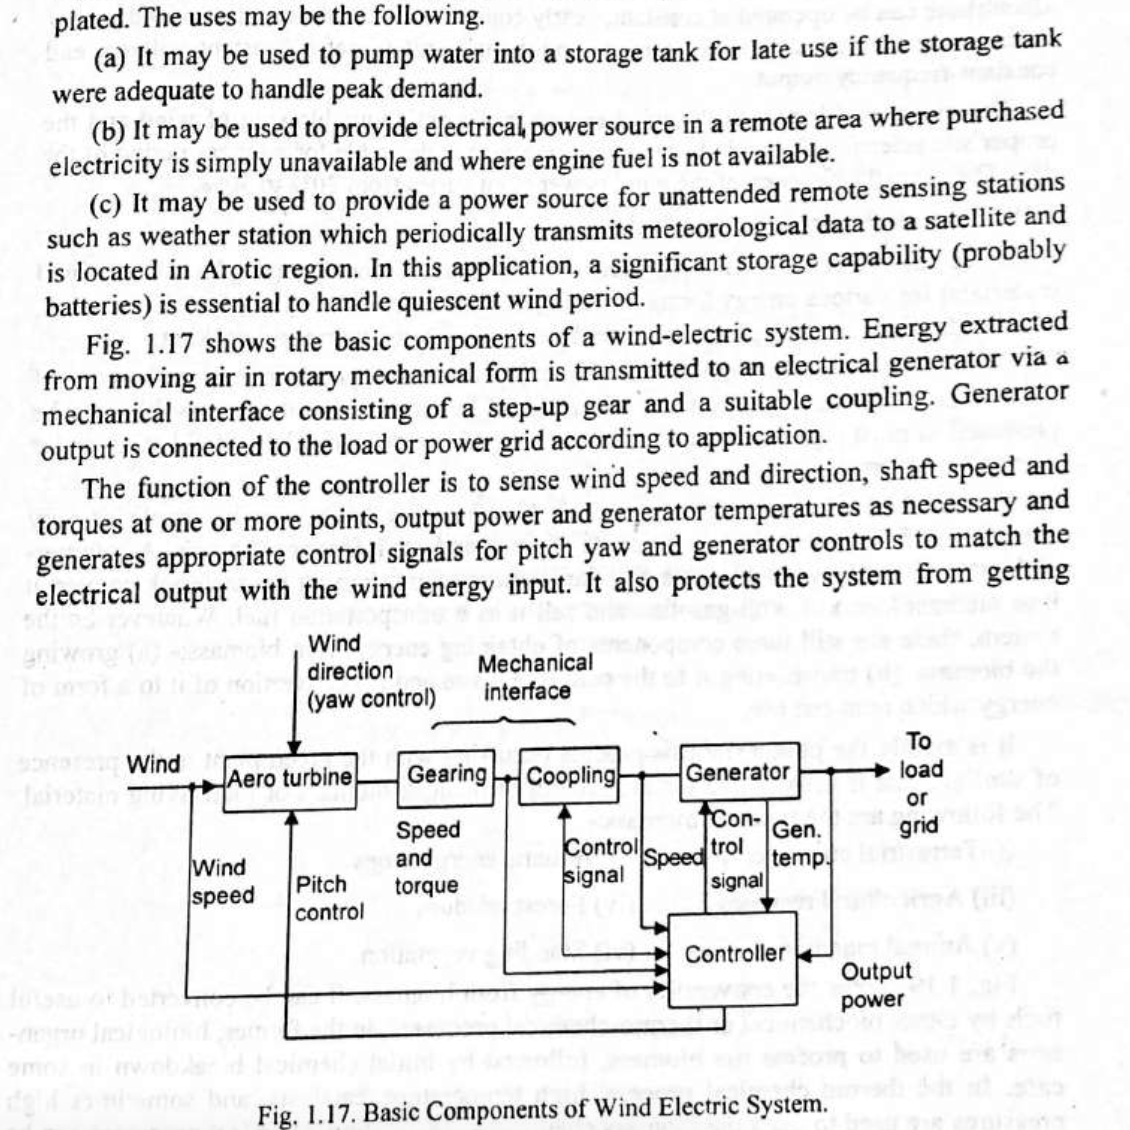 plated. The uses may be the following.
(a) It may be used to pump water into a storage tank for late use if the storage tank
were adequate to handle peak demand.
(b) It may be used to provide electrical power source in a remote area where purchased
electricity is simply unavailable and where engine fuel is not available.
(c) It may be used to provide a power source for unattended remote sensing stations
such as weather station which periodically transmits meteorological data to a satellite and
is located in Arotic region. In this application, a significant storage capability (probably
batteries) is essential to handle quiescent wind period.
Fig. 1.17 shows the basic components of a wind-electric system. Energy extracted
from moving air in rotary mechanical form is transmitted to an electrical generator via a
mechanical interface consisting of a step-up gear and a suitable coupling. Generator
output is connected to the load or power grid according to application.
The function of the controller is to sense wind speed and direction, shaft speed and
torques at one or more points, output power and generator temperatures as necessary and
generates appropriate control signals for pitch yaw and generator controls to match the
electrical output with the wind energy input. It also protects the system from getting
Wind
direction
(yaw control)
Mechanical
interface
Wind
Aero turbine
Gearing
Coopling
Generator
To
load
or
grid
Wind
speed
Pitch
control
Speed
and
torque
Control
signal
Speed
Con-
trol
signal
Gen.
temp.
Controller
Output
power
Fig. 1.17. Basic Components of Wind Electric System.